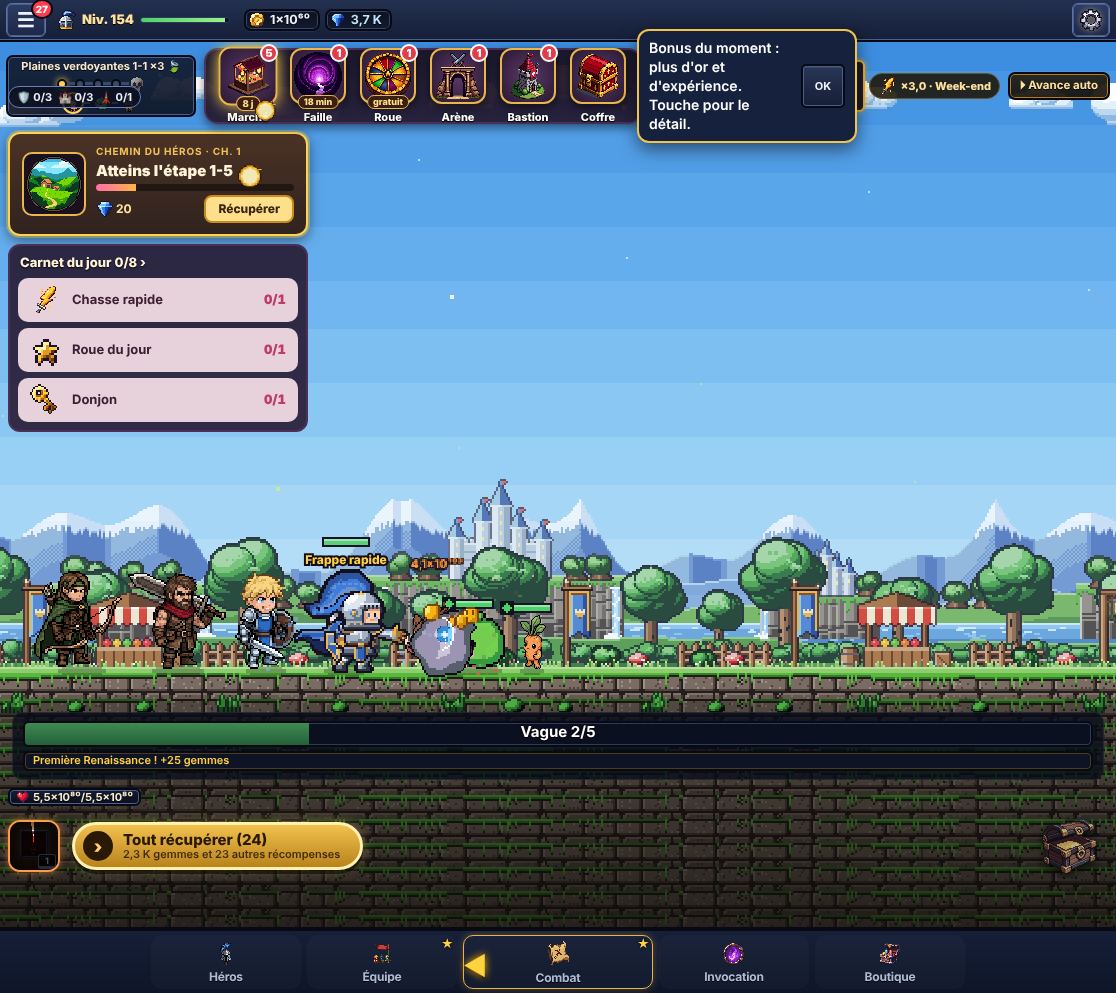 27
Niv. 154
1×10⁶⁰
3,7 K
Plaines verdoyantes 1-1 ×3
0/3 0/3 0/1
5
8 j
March
1
18 min
Faille
1
gratuit
Roue
1
Arène
1
Bastion
Coffre
Bonus du moment :
plus d'or et
d'expérience.
Touche pour le
détail.
OK
×3,0 · Week-end
Avance auto
CHEMIN DU HÉROS · CH. 1
Atteins l'étape 1-5
20
Récupérer
Carnet du jour 0/8 ›
Chasse rapide 0/1
Roue du jour 0/1
Donjon 0/1
Frappe rapide
Vague 2/5
Première Renaissance ! +25 gemmes
5,5×10⁸⁰/5,5×10⁸⁰
1
Tout récupérer (24)
2,3 K gemmes et 23 autres récompenses
Héros
Équipe
Combat
Invocation
Boutique